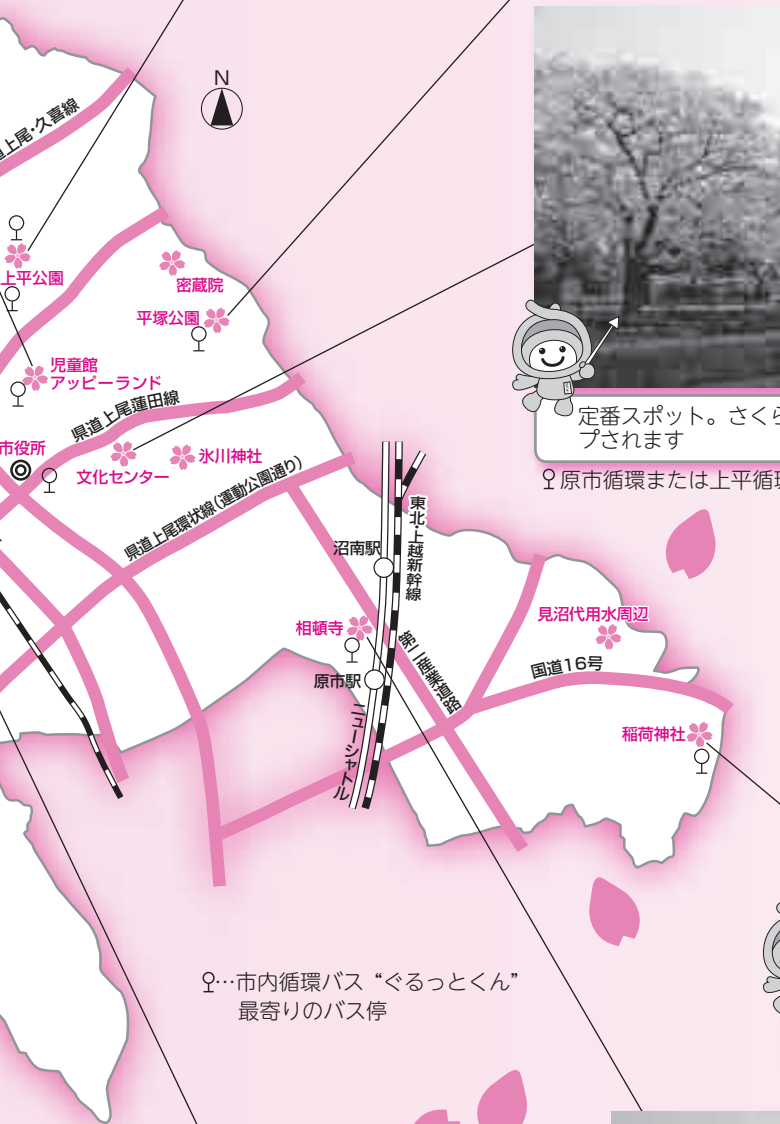 N
道上尾・久喜線
上平公園
密蔵院
平塚公園
児童館
アッピーランド
県道上尾蓮田線
市役所
文化センター
氷川神社
県道上尾環状線(運動公園通り)
定番スポット。さくら
プされます
原市循環または上平循環
東北・上越新幹線
沼南駅
相頓寺
第二産業道路
原市駅
ニューシャトル
見沼代用水周辺
国道16号
稲荷神社
…市内循環バス“ぐるっとくん”
最寄りのバス停